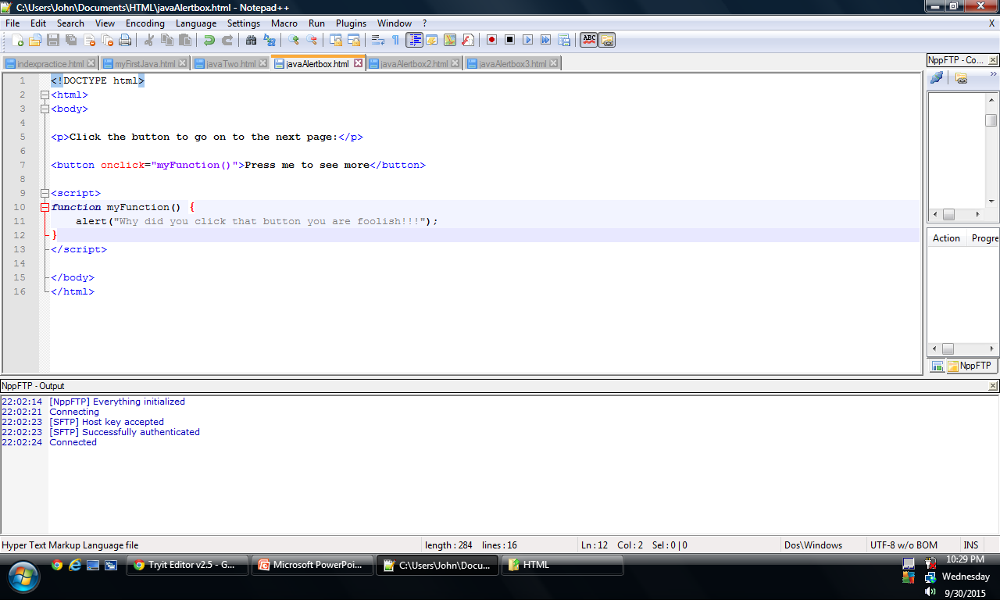 C:\Users\John\Documents\HTML\javaAlertbox.html - Notepad++
File Edit Search View Encoding Language Settings Macro Run Plugins Window ? X
ABC
indexpractice.html myFirstJava.html javaTwo.html javaAlertbox.html javaAlertbox2.html javaAlertbox3.html
NppFTP - Co...
1 <!DOCTYPE html>
2 <html>
3 <body>
4
5 <p>Click the button to go on to the next page:</p>
6
7 <button onclick="myFunction()">Press me to see more</button>
8
9 <script>
10 function myFunction() {
11 alert("Why did you click that button you are foolish!!!");
12 }
13 </script>
14
15 </body>
16 </html>
Action Progre
NppFTP
NppFTP - Output
22:02:14 [NppFTP] Everything initialized
22:02:21 Connecting
22:02:23 [SFTP] Host key accepted
22:02:23 [SFTP] Successfully authenticated
22:02:24 Connected
Hyper Text Markup Language file length : 284 lines : 16 Ln : 12 Col : 2 Sel : 0 | 0 Dos\Windows UTF-8 w/o BOM INS
Tryit Editor v2.5 - G... Microsoft PowerPoi... C:\Users\John\Docu... HTML
10:29 PM
Wednesday
9/30/2015